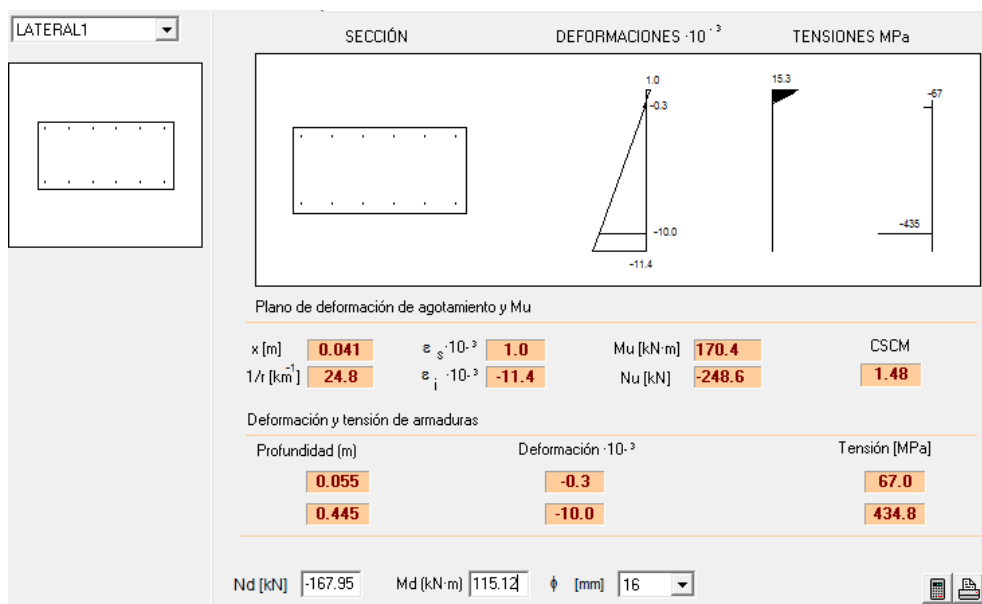 LATERAL1
SECCIÓN DEFORMACIONES ·10⁻³ TENSIONES MPa
1.0 15.3
-0.3 -67
-10.0 -435
-11.4
Plano de deformación de agotamiento y Mu
x [m] 0.041 ε s ·10-³ 1.0 Mu [kN·m] 170.4 CSCM
1/r [km⁻¹] 24.8 ε i ·10-³ -11.4 Nu [kN] -248.6 1.48
Deformación y tensión de armaduras
Profundidad (m) Deformación ·10-³ Tensión [MPa]
0.055 -0.3 67.0
0.445 -10.0 434.8
Nd [kN] -167.95 Md (kN·m) 115.12 ϕ [mm] 16